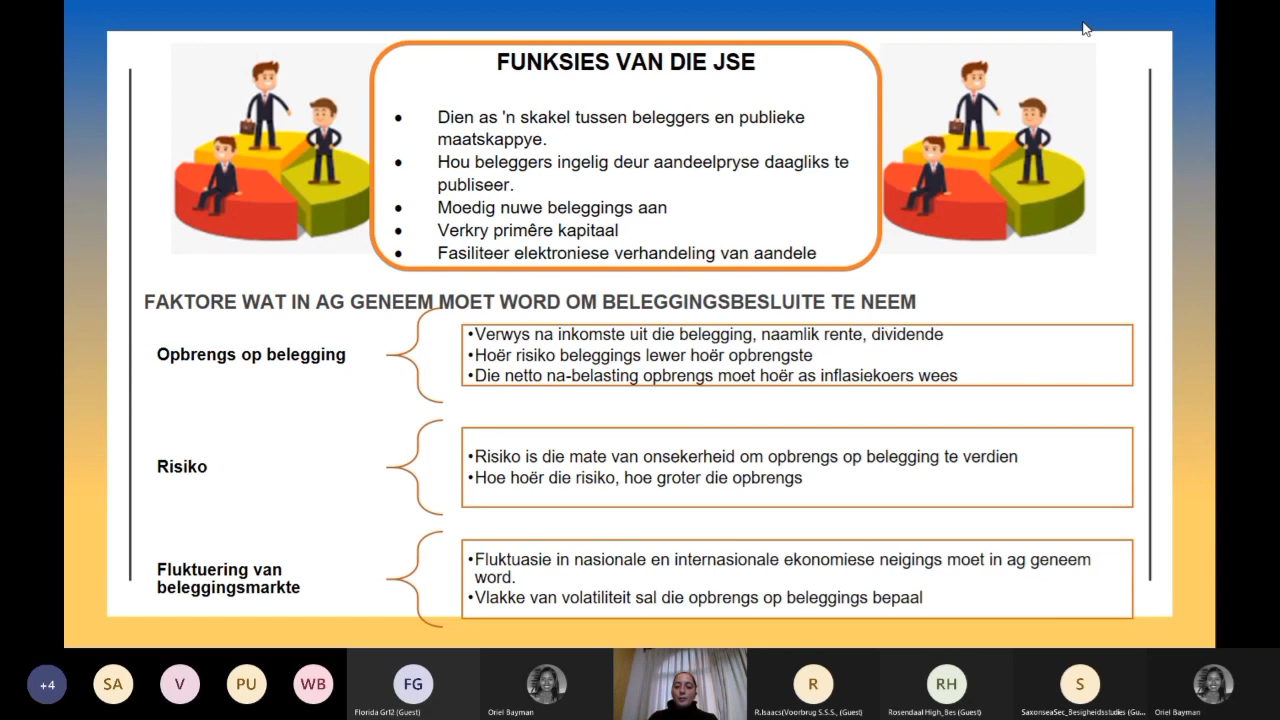 FUNKSIES VAN DIE JSE
• Dien as 'n skakel tussen beleggers en publieke
maatskappye.
• Hou beleggers ingelig deur aandeelpryse daagliks te
publiseer.
• Moedig nuwe beleggings aan
• Verkry primêre kapitaal
• Fasiliteer elektroniese verhandeling van aandele
FAKTORE WAT IN AG GENEEM MOET WORD OM BELEGGINGSBESLUITE TE NEEM
Opbrengs op belegging
•Verwys na inkomste uit die belegging, naamlik rente, dividende
•Hoër risiko beleggings lewer hoër opbrengste
•Die netto na-belasting opbrengs moet hoër as inflasiekoers wees
Risiko
•Risiko is die mate van onsekerheid om opbrengs op belegging te verdien
•Hoe hoër die risiko, hoe groter die opbrengs
Fluktuering van
beleggingsmarkte
•Fluktuasie in nasionale en internasionale ekonomiese neigings moet in ag geneem
word.
•Vlakke van volatiliteit sal die opbrengs op beleggings bepaal
+4
SA
V
PU
WB
FG
Florida Gr12 (Guest)
Oriel Bayman
R
R.Isaacs(Voorbrug S.S.S., (Guest)
RH
Rosendaal High_Bes (Guest)
S
SaxonseaSec_Besigheidsstudies (Gu...
Oriel Bayman